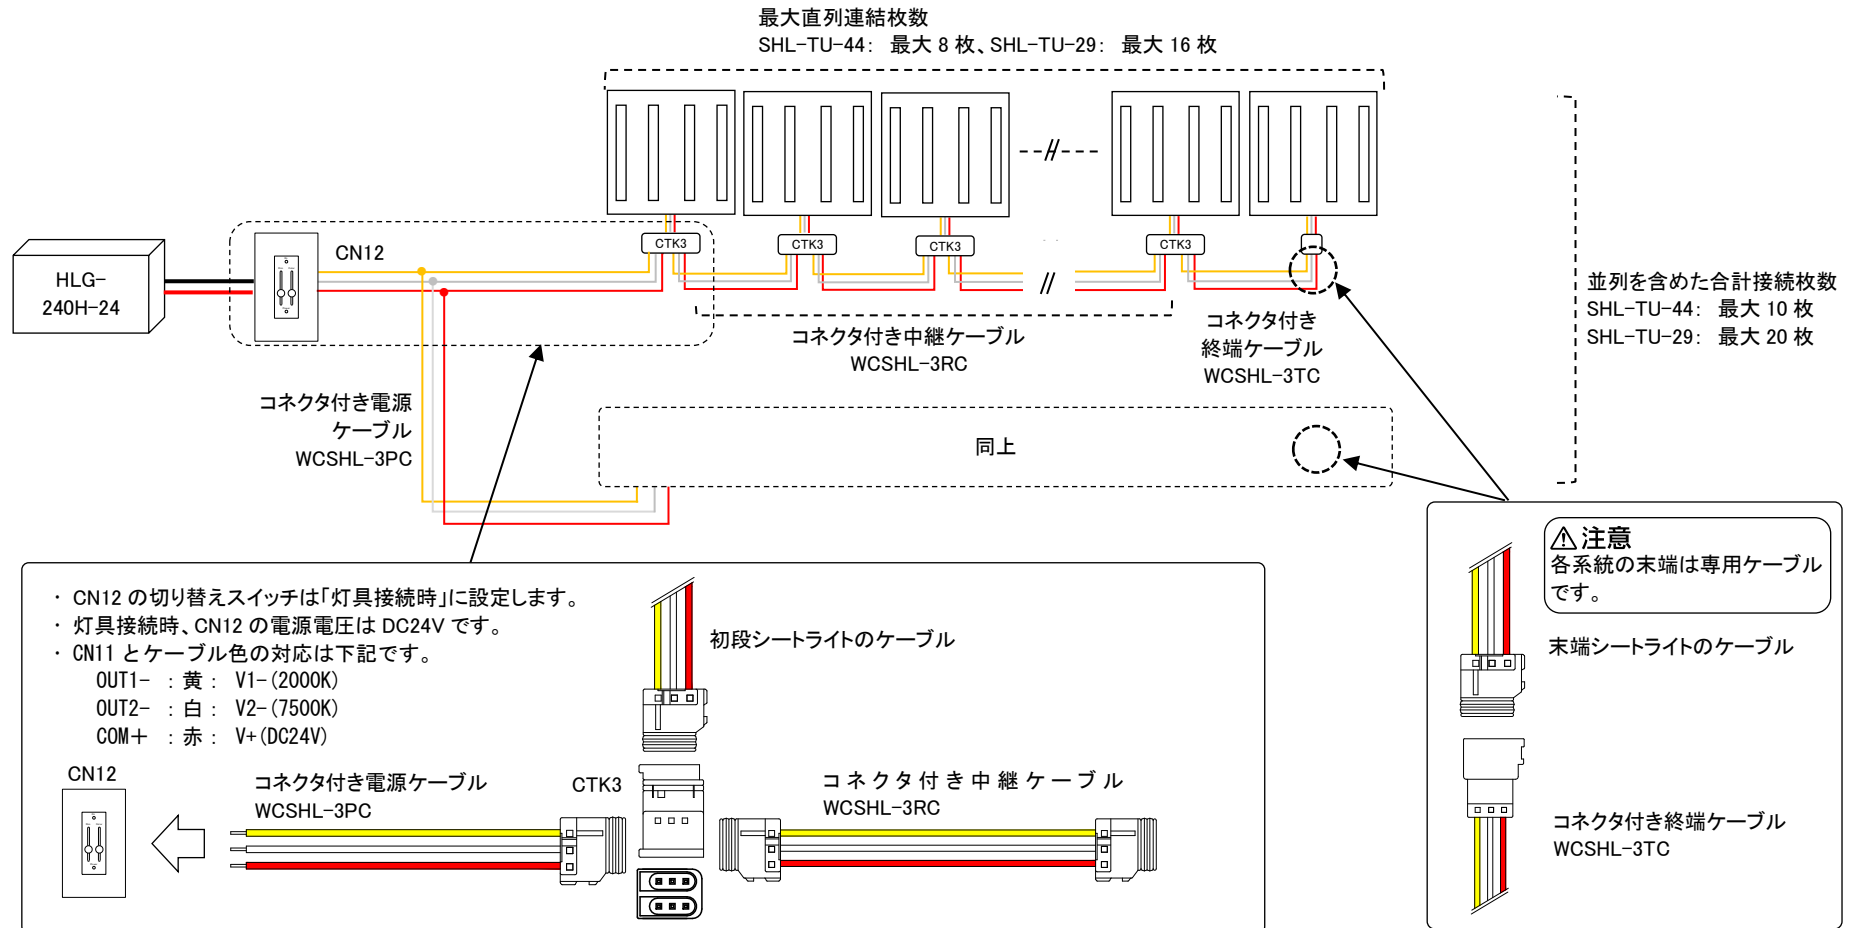 最大直列連結枚数
SHL-TU-44： 最大 8 枚、SHL-TU-29： 最大 16 枚
HLG-
240H-24
CN12
CTK3
CTK3
CTK3
CTK3
コネクタ付き中継ケーブル
WCSHL-3RC
コネクタ付き
終端ケーブル
WCSHL-3TC
並列を含めた合計接続枚数
SHL-TU-44： 最大 10 枚
SHL-TU-29： 最大 20 枚
コネクタ付き電源
ケーブル
WCSHL-3PC
同上
・ CN12 の切り替えスイッチは「灯具接続時」に設定します。
・ 灯具接続時、CN12 の電源電圧は DC24V です。
・ CN11 とケーブル色の対応は下記です。
OUT1- ：黄： V1-(2000K)
OUT2- ：白： V2-(7500K)
COM＋ ：赤： V+(DC24V)
初段シートライトのケーブル
CN12
コネクタ付き電源ケーブル
WCSHL-3PC
CTK3
コネクタ付き中継ケーブル
WCSHL-3RC
⚠注意
各系統の末端は専用ケーブル
です。
末端シートライトのケーブル
コネクタ付き終端ケーブル
WCSHL-3TC